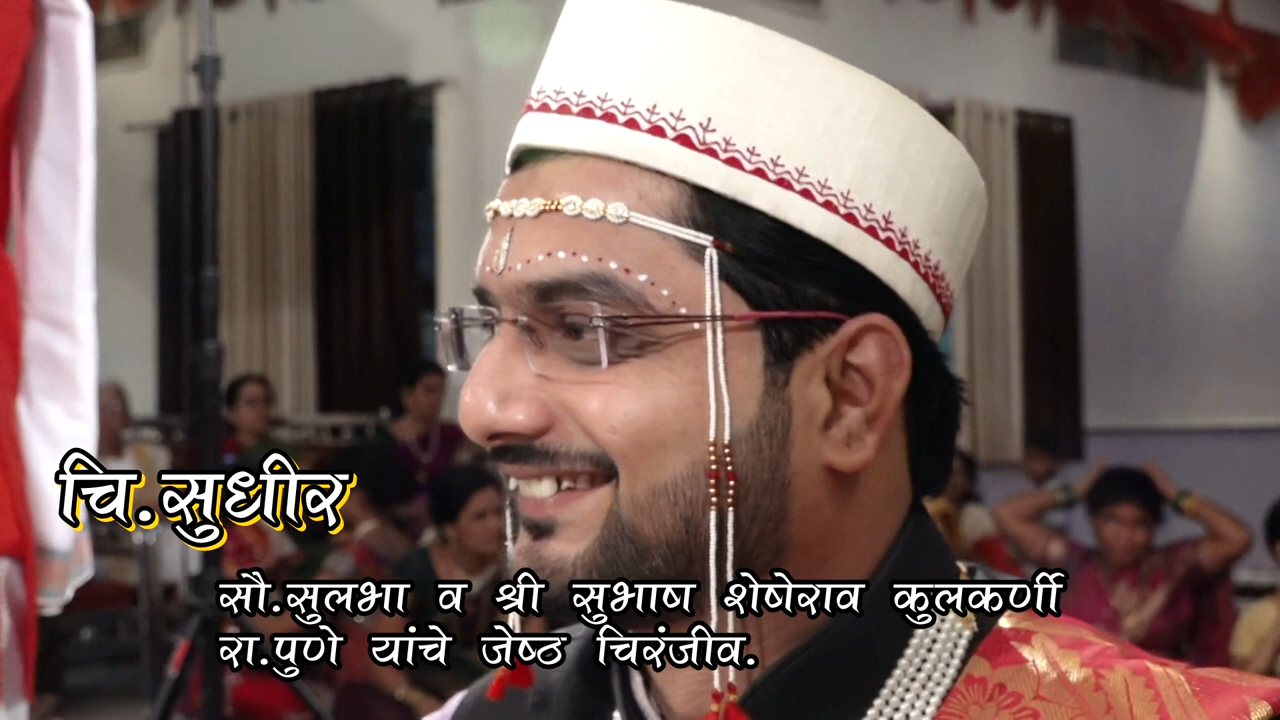 चि.सुधीर
सौ.सुलभा व श्री सुभाष शेषेराव कुलकर्णी
रा.पुणे यांचे जेष्ठ चिरंजीव.